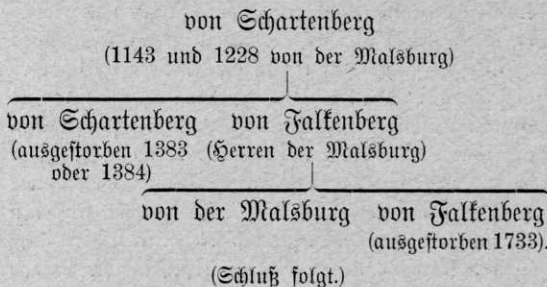 von Schartenberg
(1143 und 1228 von der Malsburg)
von Schartenberg von Falkenberg
(ausgestorben 1383 (Herren der Malsburg)
oder 1384)
von der Malsburg von Falkenberg
(ausgestorben 1733).
(Schluß folgt.)